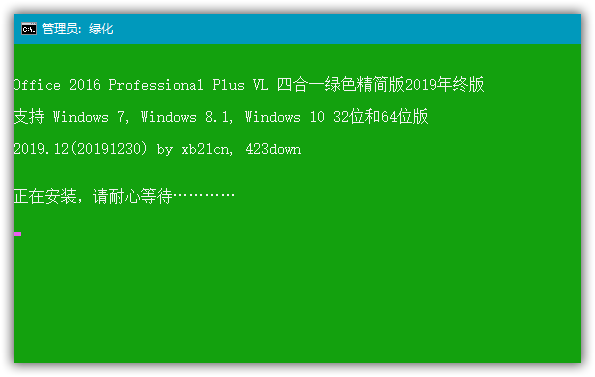 管理员: 绿化
Office 2016 Professional Plus VL 四合一绿色精简版2019年终版
支持 Windows 7, Windows 8.1, Windows 10 32位和64位版
2019.12(20191230) by xb21cn, 423down
正在安装，请耐心等待…………